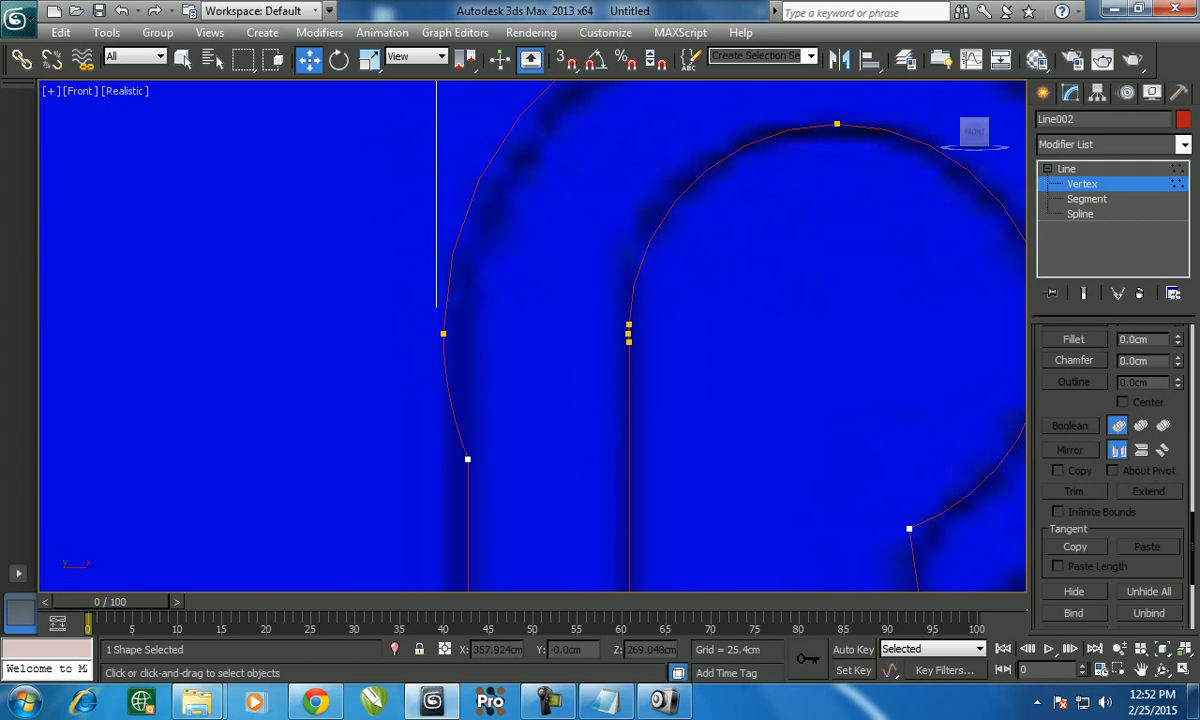 Workspace: Default
Autodesk 3ds Max 2013 x64 Untitled
Type a keyword or phrase
Edit Tools Group Views Create Modifiers Animation Graph Editors Rendering Customize MAXScript Help
All
View
3
Create Selection Se
[+] [Front] [Realistic]
FRONT
Line002
Modifier List
Line
Vertex
Segment
Spline
Fillet 0.0cm
Chamfer 0.0cm
Outline 0.0cm
Center
Boolean
Mirror
Copy About Pivot
Trim Extend
Infinite Bounds
Tangent
Copy Paste
Paste Length
Hide Unhide All
Bind Unbind
y x
< 0 / 100 >
0 5 10 15 20 25 30 35 40 45 50 55 60 65 70 75 80 85 90 95 100
1 Shape Selected
X: 357.924cm Y: -0.0cm Z: 269.048cm Grid = 25.4cm
Auto Key Selected
Welcome to M
Click or click-and-drag to select objects
Add Time Tag
Set Key Key Filters... 0
Pro
12:52 PM
2/25/2015